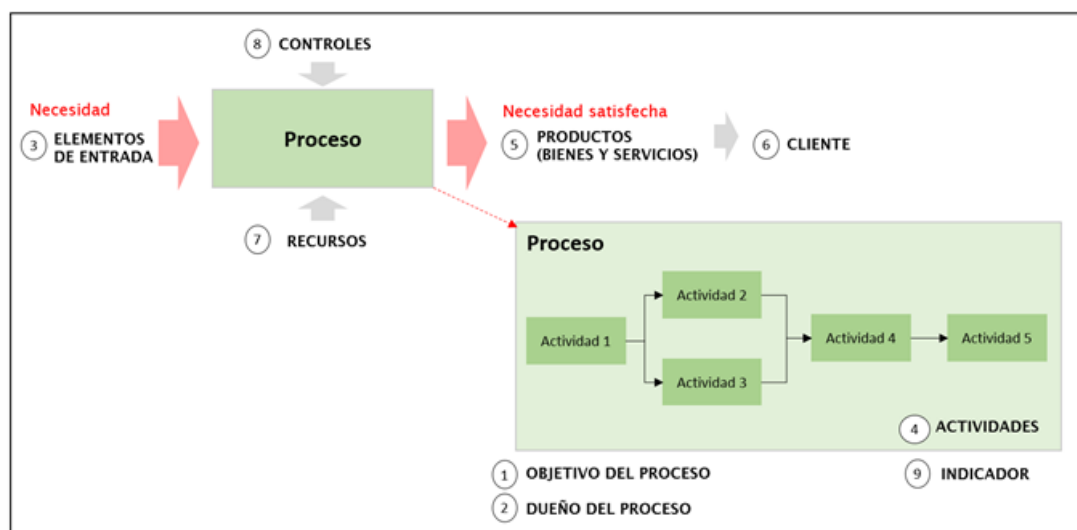 8 CONTROLES
Necesidad
3 ELEMENTOS
DE ENTRADA
Proceso
Necesidad satisfecha
5 PRODUCTOS
(BIENES Y SERVICIOS)
6 CLIENTE
7 RECURSOS
Proceso
Actividad 1
Actividad 2
Actividad 3
Actividad 4
Actividad 5
4 ACTIVIDADES
1 OBJETIVO DEL PROCESO
9 INDICADOR
2 DUEÑO DEL PROCESO